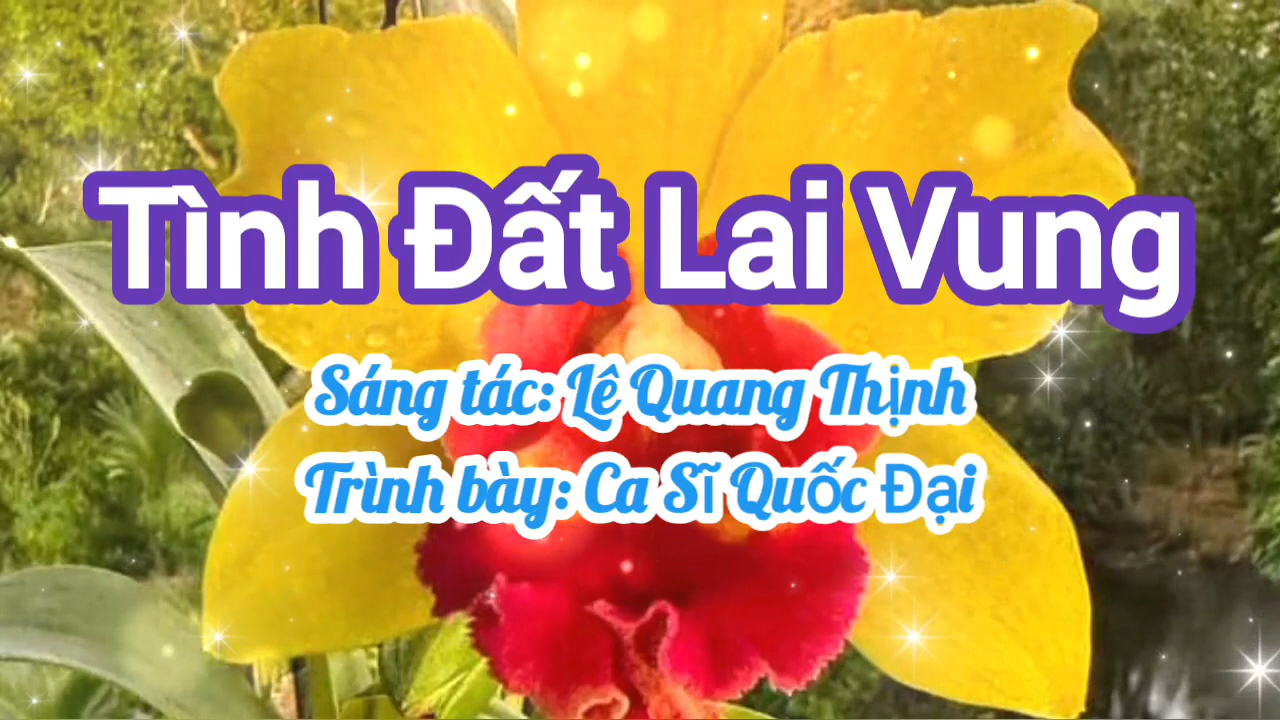 Tình Đất Lai Vung
Sáng tác: Lê Quang Thịnh
Trình bày: Ca Sĩ Quốc Đại